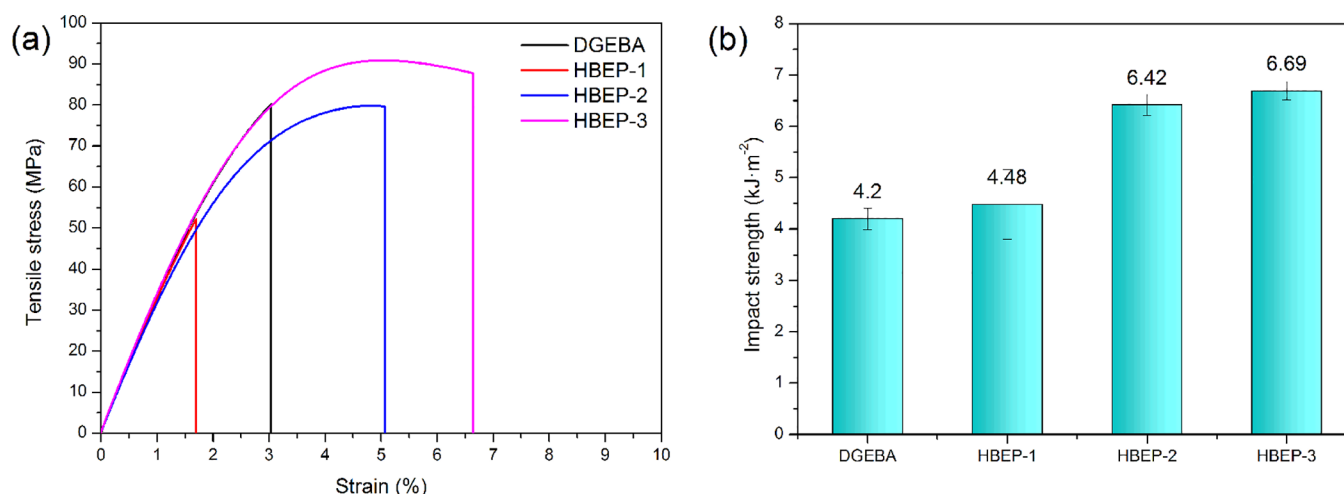 (a)
Tensile stress (MPa)
100
90
80
70
60
50
40
30
20
10
0
DGEBA
HBEP-1
HBEP-2
HBEP-3
0 1 2 3 4 5 6 7 8 9 10
Strain (%)
(b)
Impact strength (kJ·m⁻²)
8
7
6
5
4
3
2
1
0
4.2
4.48
6.42
6.69
DGEBA HBEP-1 HBEP-2 HBEP-3